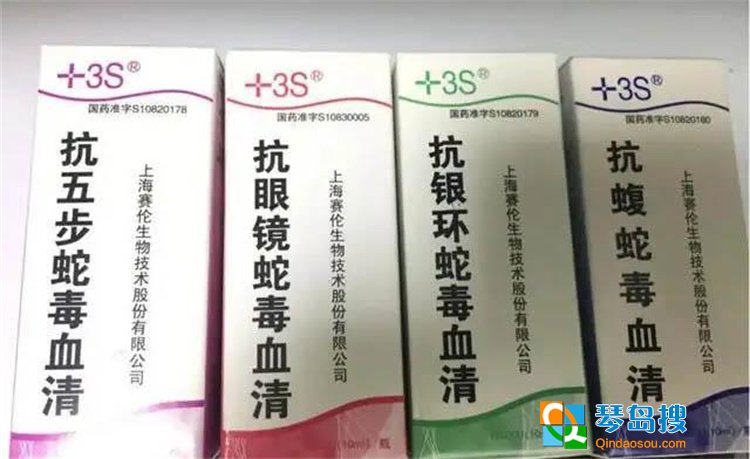 +3S®
国药准字S10820178
抗五步蛇毒血清
上海赛伦生物技术股份有限公司
+3S®
国药准字S10830005
抗眼镜蛇毒血清
上海赛伦生物技术股份有限公司
(10ml)/瓶
+3S®
国药准字S10820179
抗银环蛇毒血清
上海赛伦生物技术股份有限公司
+3S®
国药准字S10820180
抗蝮蛇毒血清
上海赛伦生物技术股份有限公司
琴岛搜
Qindaosou.com